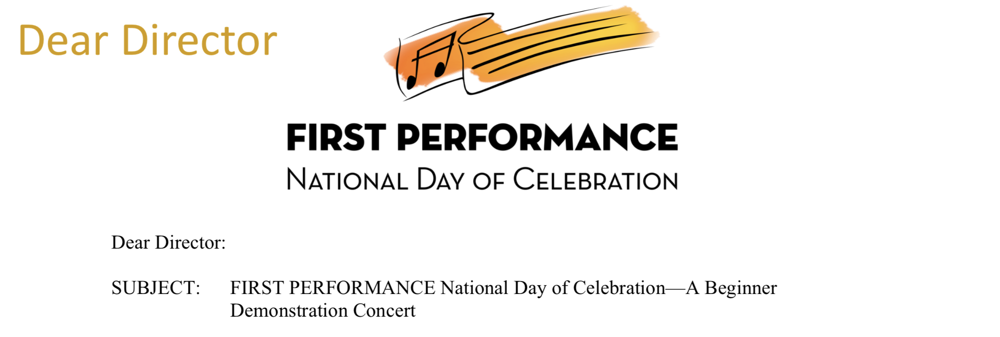 Dear Director
FIRST PERFORMANCE
NATIONAL DAY OF CELEBRATION
Dear Director:
SUBJECT: FIRST PERFORMANCE National Day of Celebration—A Beginner
Demonstration Concert